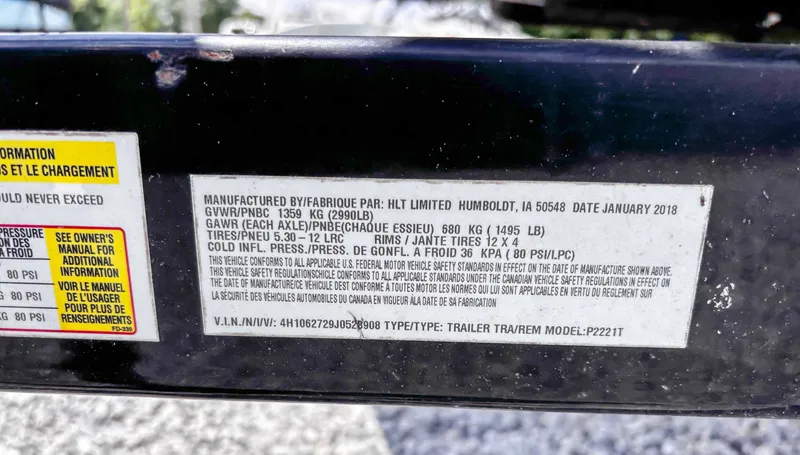 ORMATION
S ET LE CHARGEMENT
OULD NEVER EXCEED
PRESSURE
ON DES
A FROID
80 PSI
80 PSI
KG 80 PSI
SEE OWNER'S
MANUAL FOR
ADDITIONAL
INFORMATION
VOIR LE MANUEL
DE L'USAGER
POUR PLUS DE
RENSEIGNEMENTS
FD-339
MANUFACTURED BY/FABRIQUE PAR: HLT LIMITED HUMBOLDT, IA 50548 DATE JANUARY 2018
GVWR/PNBC 1359 KG (2990LB)
GAWR (EACH AXLE)/PNBE(CHAQUE ESSIEU) 680 KG ( 1495 LB)
TIRES/PNEU 5.30-12 LRC RIMS / JANTE TIRES 12 X 4
COLD INFL. PRESS./PRESS. DE GONFL. A FROID 36 KPA ( 80 PSI/LPC)
THIS VEHICLE CONFORMS TO ALL APPLICABLE U.S. FEDERAL MOTOR VEHICLE SAFETY STANDARDS IN EFFECT ON THE DATE OF MANUFACTURE SHOWN ABOVE.
THIS VEHICLE SAFETY REGULATIONSCHICLE CONFORMS TO ALL APPLICABLE STANDARDS UNDER THE CANADIAN VEHICLE SAFETY REGULATIONS IN EFFECT ON
THE DATE OF MANUFACTURE/CE VEHICULE DEST CONFORME À TOUTES MOTOR LES NORMES QUI LUI SONT APPLICABLES EN VERTU DU REGLEMENT SUR
LA SÉCURITÉ DES VÉHICULES AUTOMOBILES DU CANADA EN VIGUEUR ÀLA DATE DE SA FABRICATION
V.I.N./N/I/V/: 4H1062729J0528908 TYPE/TYPE: TRAILER TRA/REM MODEL:P2221T